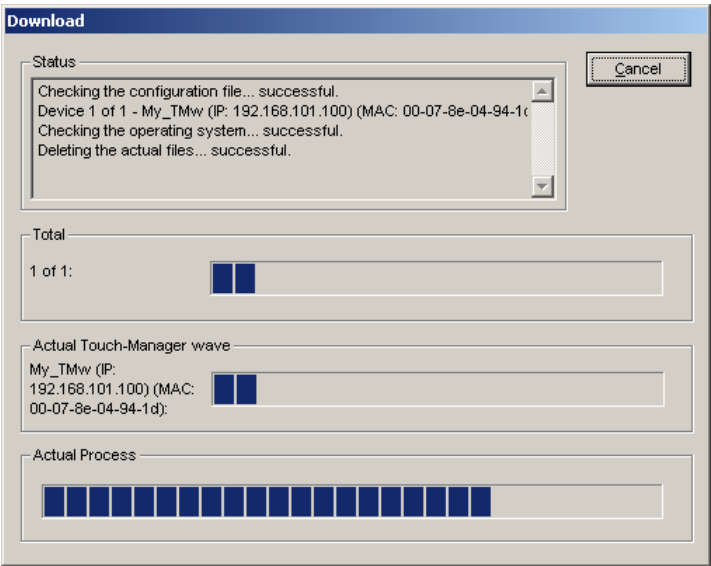 Download
Status
Cancel
Checking the configuration file... successful.
Device 1 of 1 - My_TMw (IP: 192.168.101.100) (MAC: 00-07-8e-04-94-1d
Checking the operating system... successful.
Deleting the actual files... successful.
Total
1 of 1:
Actual Touch-Manager wave
My_TMw (IP:
192.168.101.100) (MAC:
00-07-8e-04-94-1d):
Actual Process